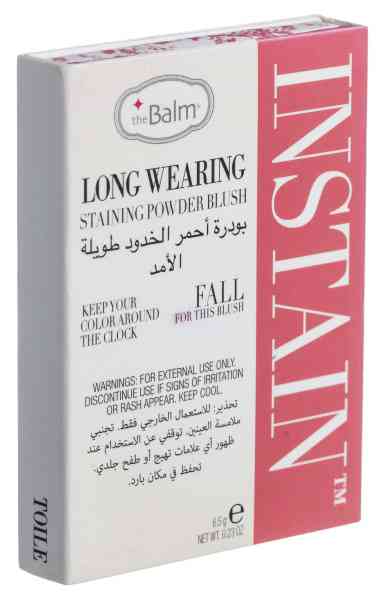 the Balm®
LONG WEARING
STAINING POWDER BLUSH
بودرة أحمر الخدود طويلة
الأمد
KEEP YOUR
COLOR AROUND
THE CLOCK
FALL
FOR THIS BLUSH
WARNINGS: FOR EXTERNAL USE ONLY.
DISCONTINUE USE IF SIGNS OF IRRITATION
OR RASH APPEAR. KEEP COOL.
تحذير: للاستعمال الخارجي فقط. تجنبي
ملامسة العينين. توقفي عن الاستخدام عند
ظهور أي علامات تهيج أو طفح جلدي.
تحفظ في مكان بارد.
6.5g e
NET WT. 0.23 OZ
INSTAIN™
TOILE